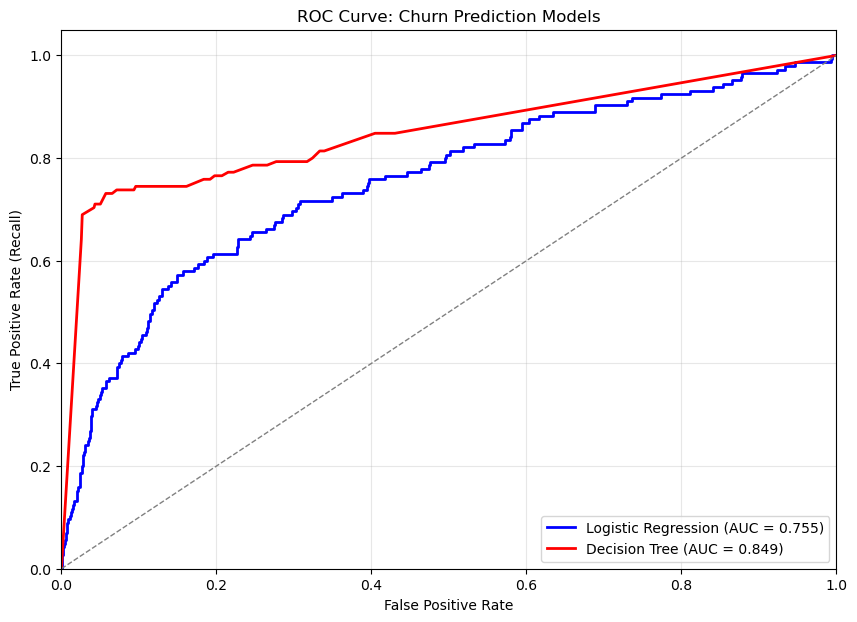 ROC Curve: Churn Prediction Models
True Positive Rate (Recall)
1.0
0.8
0.6
0.4
0.2
0.0
0.0 0.2 0.4 0.6 0.8 1.0
False Positive Rate
Logistic Regression (AUC = 0.755)
Decision Tree (AUC = 0.849)